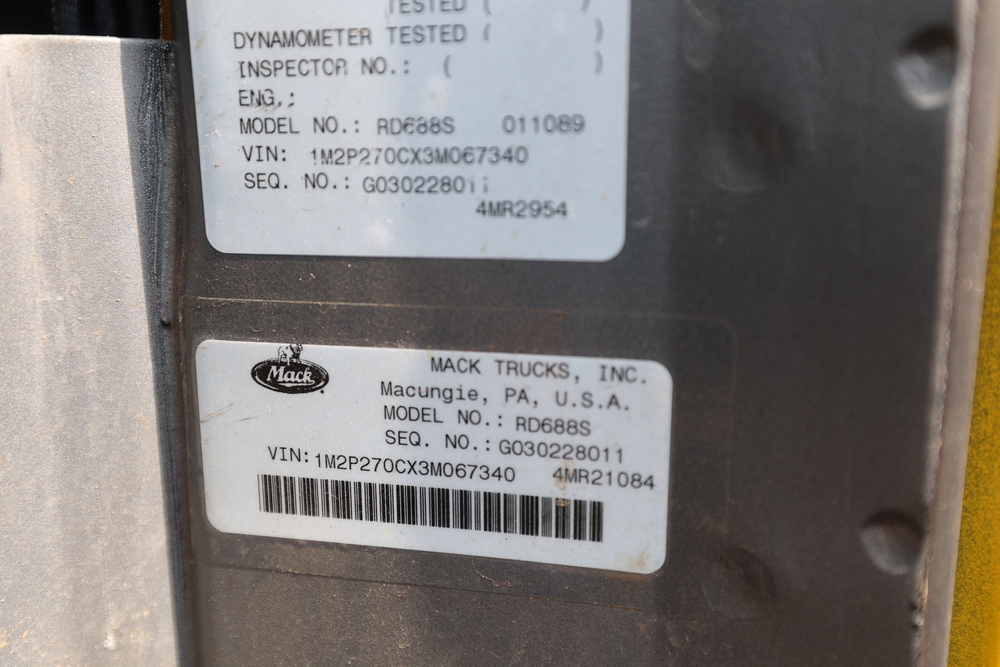 TESTED ( )
DYNAMOMETER TESTED ( )
INSPECTOR NO.: ( )
ENG.:
MODEL NO.: RD688S 011089
VIN: 1M2P270CX3M067340
SEQ. NO.: G030228011
4MR2954
Mack
MACK TRUCKS, INC.
Macungie, PA, U.S.A.
MODEL NO.: RD688S
SEQ. NO.: G030228011
VIN: 1M2P270CX3M067340 4MR21084